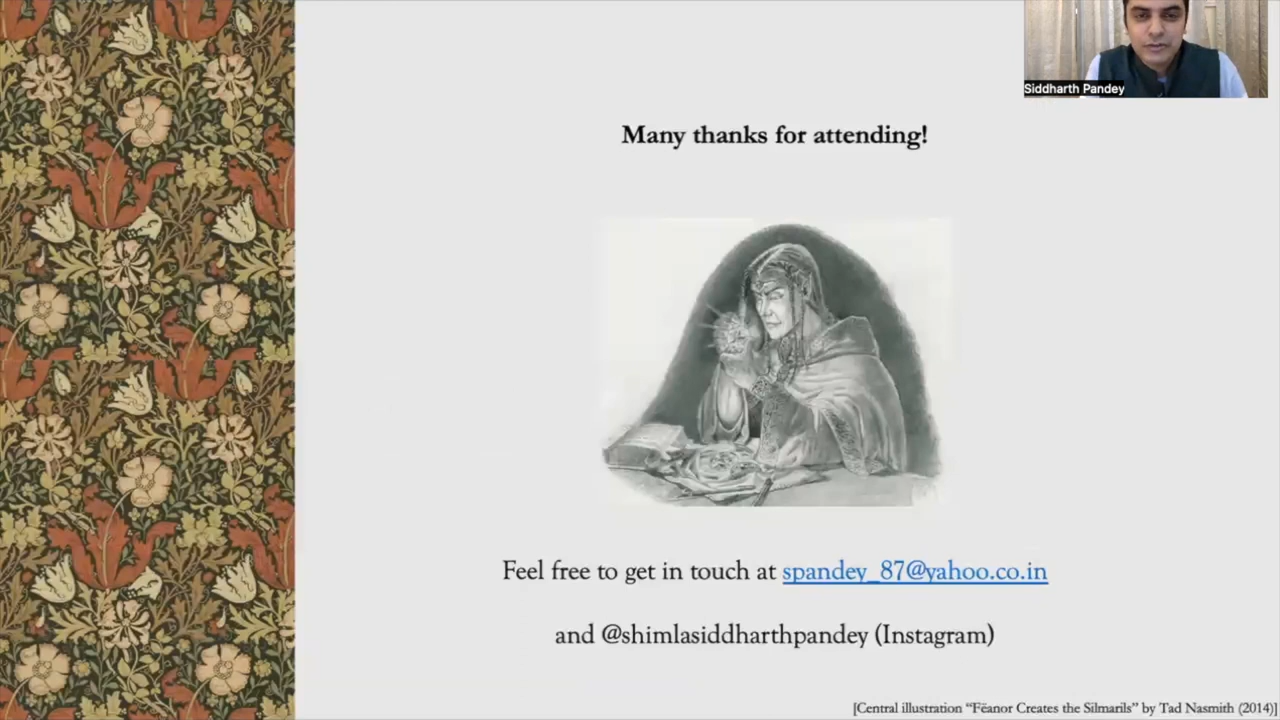 Siddharth Pandey
Many thanks for attending!
Feel free to get in touch at spandey_87@yahoo.co.in
and @shimlasiddharthpandey (Instagram)
[Central illustration “Fëanor Creates the Silmarils” by Tad Nasmith (2014)]